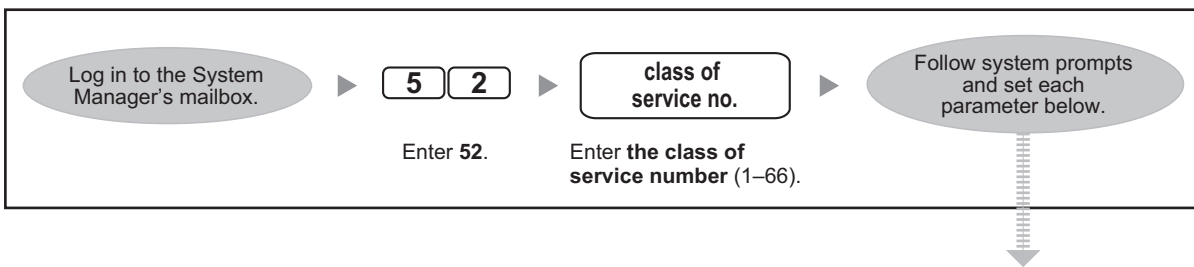 Log in to the System
Manager's mailbox.
5 2
Enter 52.
class of
service no.
Enter the class of
service number (1–66).
Follow system prompts
and set each
parameter below.